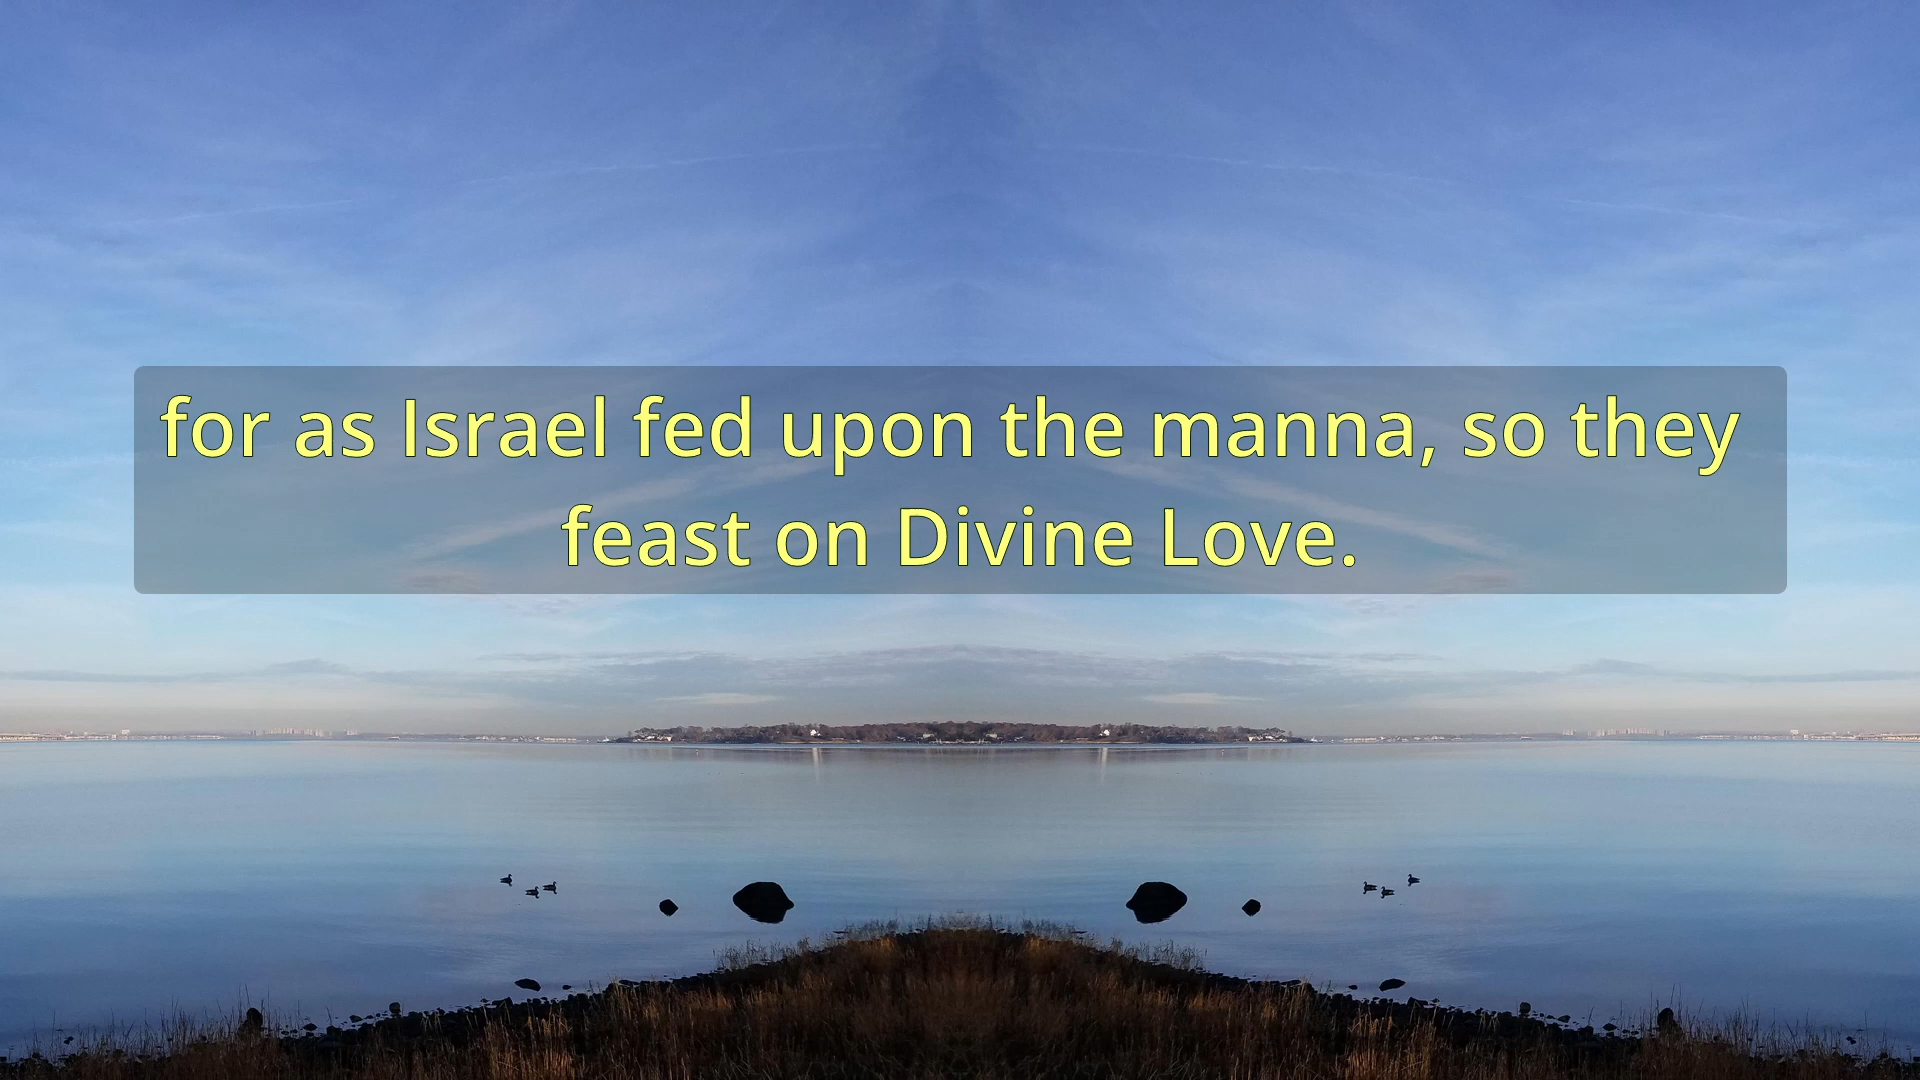 for as Israel fed upon the manna, so they
feast on Divine Love.